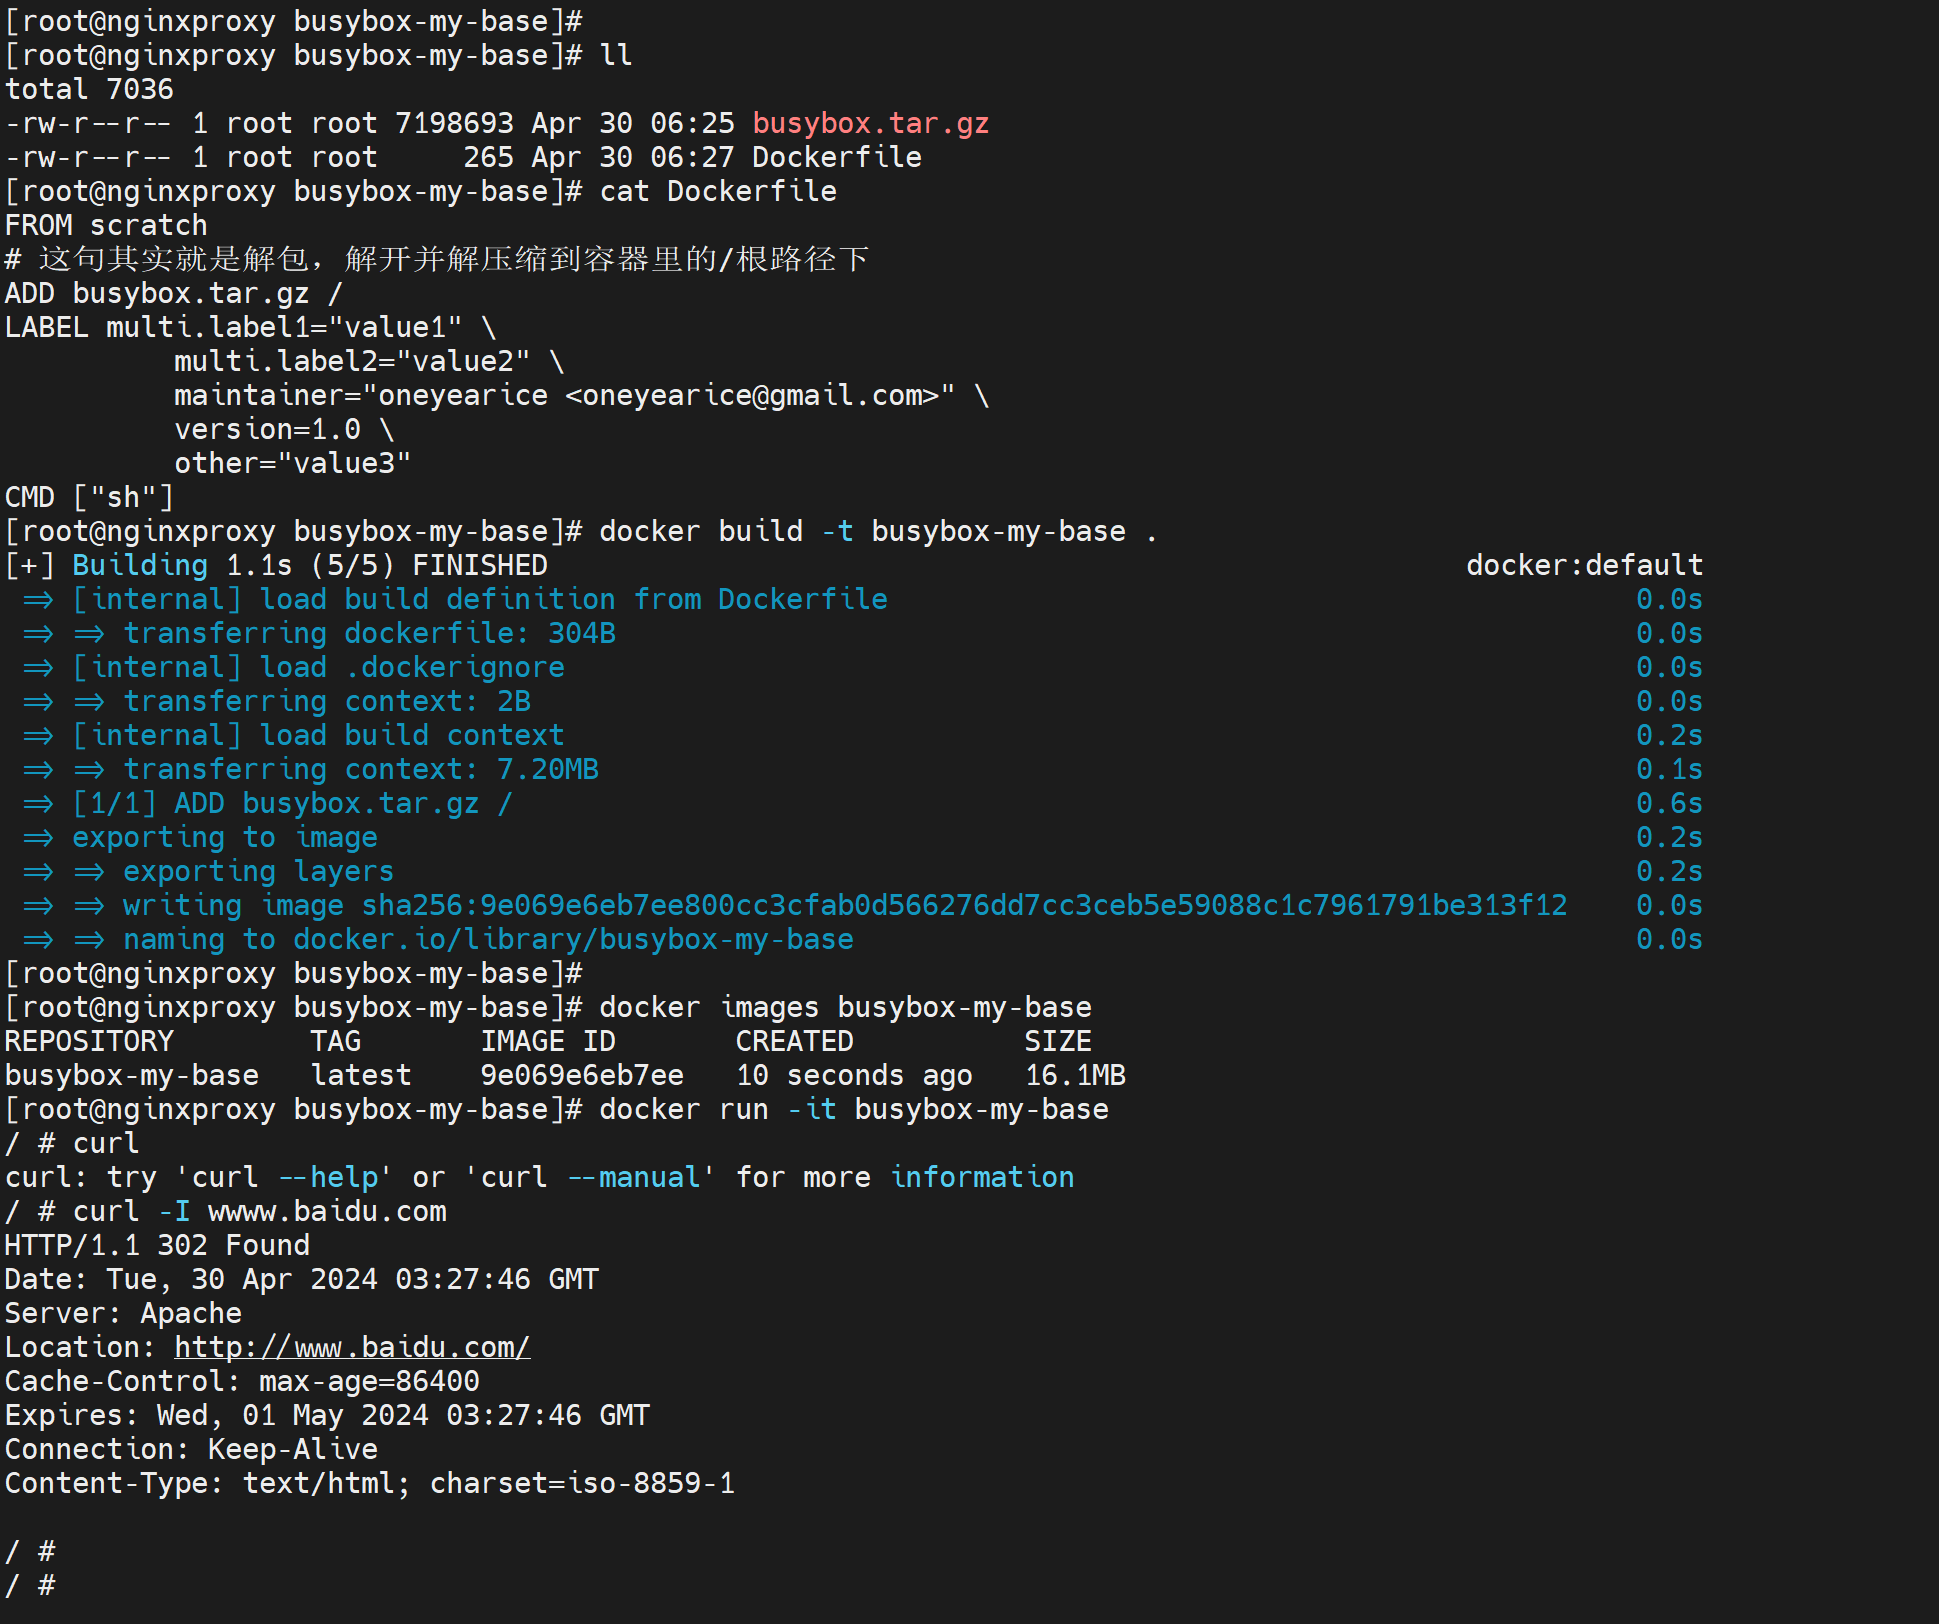 [root@nginxproxy busybox-my-base]#
[root@nginxproxy busybox-my-base]# ll
total 7036
-rw-r--r-- 1 root root 7198693 Apr 30 06:25 busybox.tar.gz
-rw-r--r-- 1 root root     265 Apr 30 06:27 Dockerfile
[root@nginxproxy busybox-my-base]# cat Dockerfile
FROM scratch
# 这句其实就是解包，解开并解压缩到容器里的/根路径下
ADD busybox.tar.gz /
LABEL multi.label1="value1" \
          multi.label2="value2" \
          maintainer="oneyearice <oneyearice@gmail.com>" \
          version=1.0 \
          other="value3"
CMD ["sh"]
[root@nginxproxy busybox-my-base]# docker build -t busybox-my-base .
[+] Building 1.1s (5/5) FINISHED                                                      docker:default
 => [internal] load build definition from Dockerfile                                            0.0s
 => => transferring dockerfile: 304B                                                            0.0s
 => [internal] load .dockerignore                                                               0.0s
 => => transferring context: 2B                                                                 0.0s
 => [internal] load build context                                                               0.2s
 => => transferring context: 7.20MB                                                             0.1s
 => [1/1] ADD busybox.tar.gz /                                                                  0.6s
 => exporting to image                                                                          0.2s
 => => exporting layers                                                                         0.2s
 => => writing image sha256:9e069e6eb7ee800cc3cfab0d566276dd7cc3ceb5e59088c1c7961791be313f12    0.0s
 => => naming to docker.io/library/busybox-my-base                                              0.0s
[root@nginxproxy busybox-my-base]#
[root@nginxproxy busybox-my-base]# docker images busybox-my-base
REPOSITORY        TAG       IMAGE ID       CREATED          SIZE
busybox-my-base   latest    9e069e6eb7ee   10 seconds ago   16.1MB
[root@nginxproxy busybox-my-base]# docker run -it busybox-my-base
/ # curl
curl: try 'curl --help' or 'curl --manual' for more information
/ # curl -I wwww.baidu.com
HTTP/1.1 302 Found
Date: Tue, 30 Apr 2024 03:27:46 GMT
Server: Apache
Location: http://www.baidu.com/
Cache-Control: max-age=86400
Expires: Wed, 01 May 2024 03:27:46 GMT
Connection: Keep-Alive
Content-Type: text/html; charset=iso-8859-1

/ #
/ #